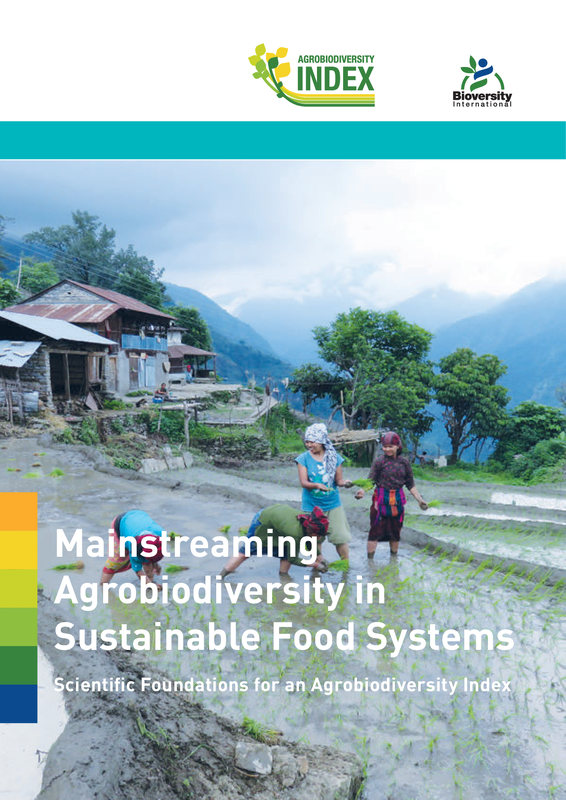 AGROBIODIVERSITY
INDEX
Bioversity
International
Mainstreaming
Agrobiodiversity in
Sustainable Food Systems
Scientific Foundations for an Agrobiodiversity Index